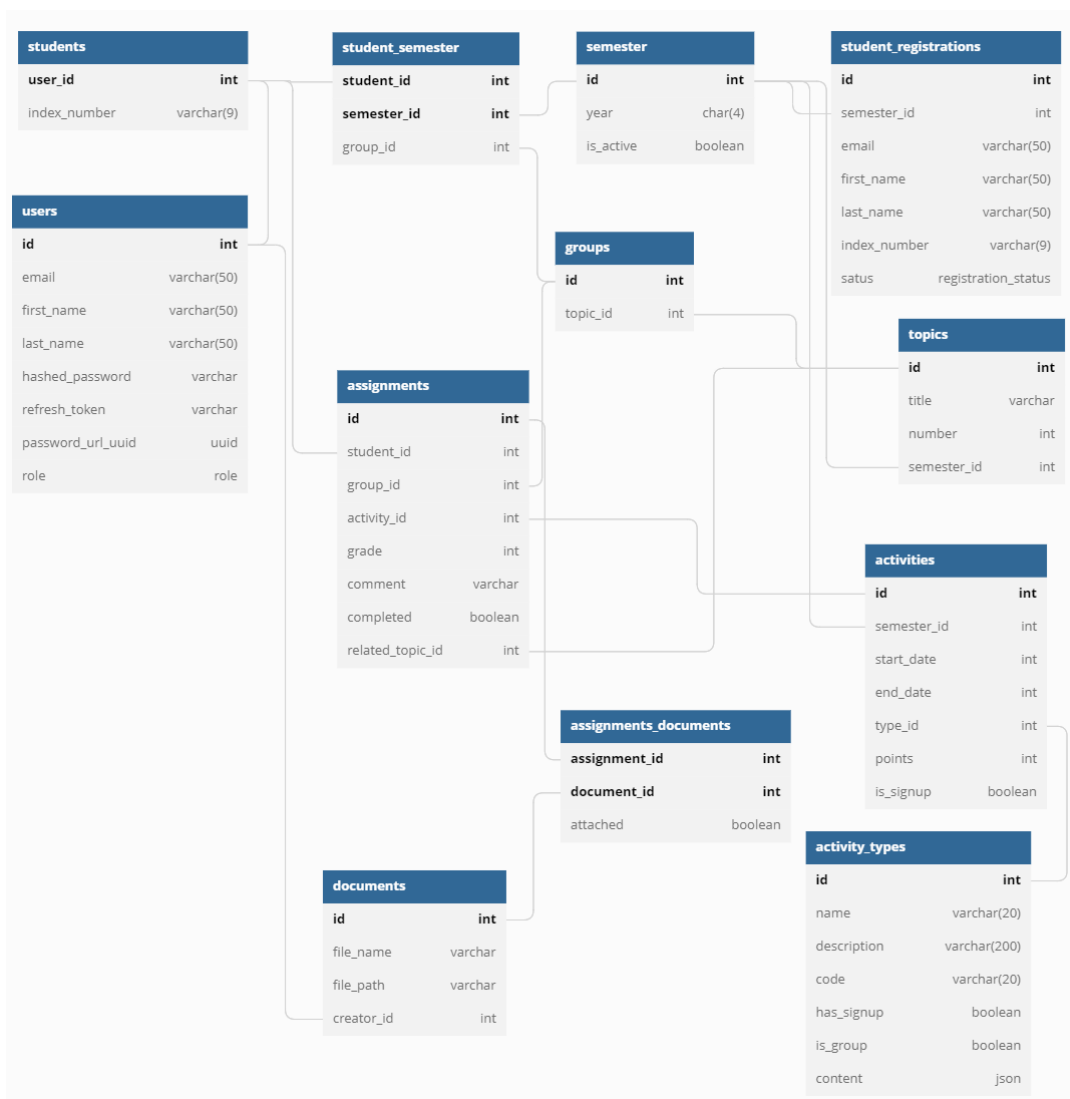 students
user_id int
index_number varchar(9)
student_semester
student_id int
semester_id int
group_id int
semester
id int
year char(4)
is_active boolean
student_registrations
id int
semester_id int
email varchar(50)
first_name varchar(50)
last_name varchar(50)
index_number varchar(9)
satus registration_status
users
id int
email varchar(50)
first_name varchar(50)
last_name varchar(50)
hashed_password varchar
refresh_token varchar
password_url_uuid uuid
role role
groups
id int
topic_id int
topics
id int
title varchar
number int
semester_id int
assignments
id int
student_id int
group_id int
activity_id int
grade int
comment varchar
completed boolean
related_topic_id int
activities
id int
semester_id int
start_date int
end_date int
type_id int
points int
is_signup boolean
assignments_documents
assignment_id int
document_id int
attached boolean
activity_types
id int
name varchar(20)
description varchar(200)
code varchar(20)
has_signup boolean
is_group boolean
content json
documents
id int
file_name varchar
file_path varchar
creator_id int